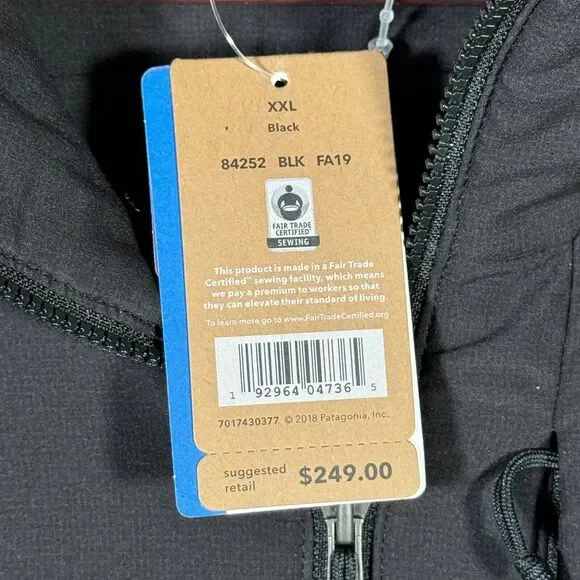 XXL
Black
84252 BLK FA19
FAIR TRADE
CERTIFIED
SEWING
This product is made in a Fair Trade
Certified™ sewing facility, which means
we pay a premium to workers so that
they can elevate their standard of living.
To learn more go to www.FairTradeCertified.org
1 92964 04736 5
7017430377 © 2018 Patagonia, Inc.
suggested
retail
$249.00